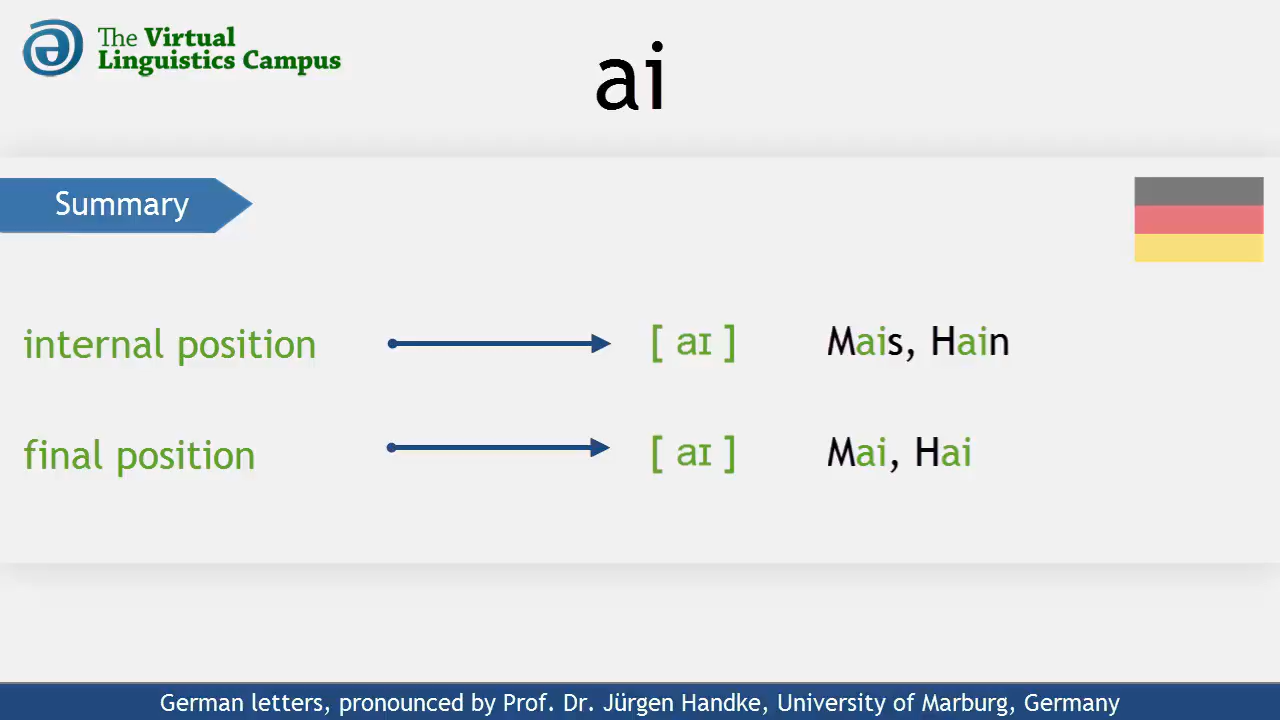 The Virtual
Linguistics Campus
ai
Summary
internal position [ aɪ ] Mais, Hain
final position [ aɪ ] Mai, Hai
German letters, pronounced by Prof. Dr. Jürgen Handke, University of Marburg, Germany